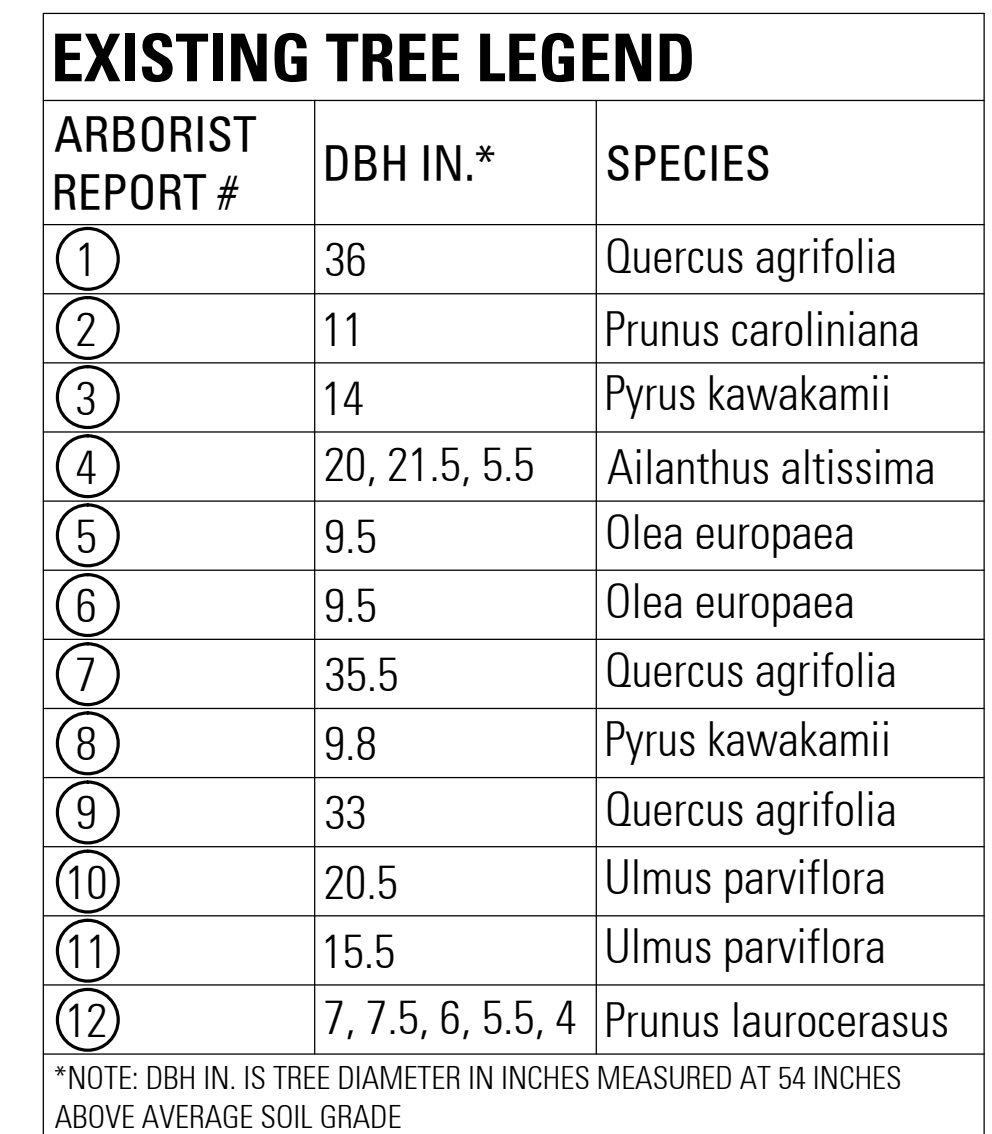 EXISTING TREE LEGEND
ARBORIST REPORT # DBH IN.* SPECIES
1 36 Quercus agrifolia
2 11 Prunus caroliniana
3 14 Pyrus kawakamii
4 20, 21.5, 5.5 Ailanthus altissima
5 9.5 Olea europaea
6 9.5 Olea europaea
7 35.5 Quercus agrifolia
8 9.8 Pyrus kawakamii
9 33 Quercus agrifolia
10 20.5 Ulmus parviflora
11 15.5 Ulmus parviflora
12 7, 7.5, 6, 5.5, 4 Prunus laurocerasus
*NOTE: DBH IN. IS TREE DIAMETER IN INCHES MEASURED AT 54 INCHES
ABOVE AVERAGE SOIL GRADE